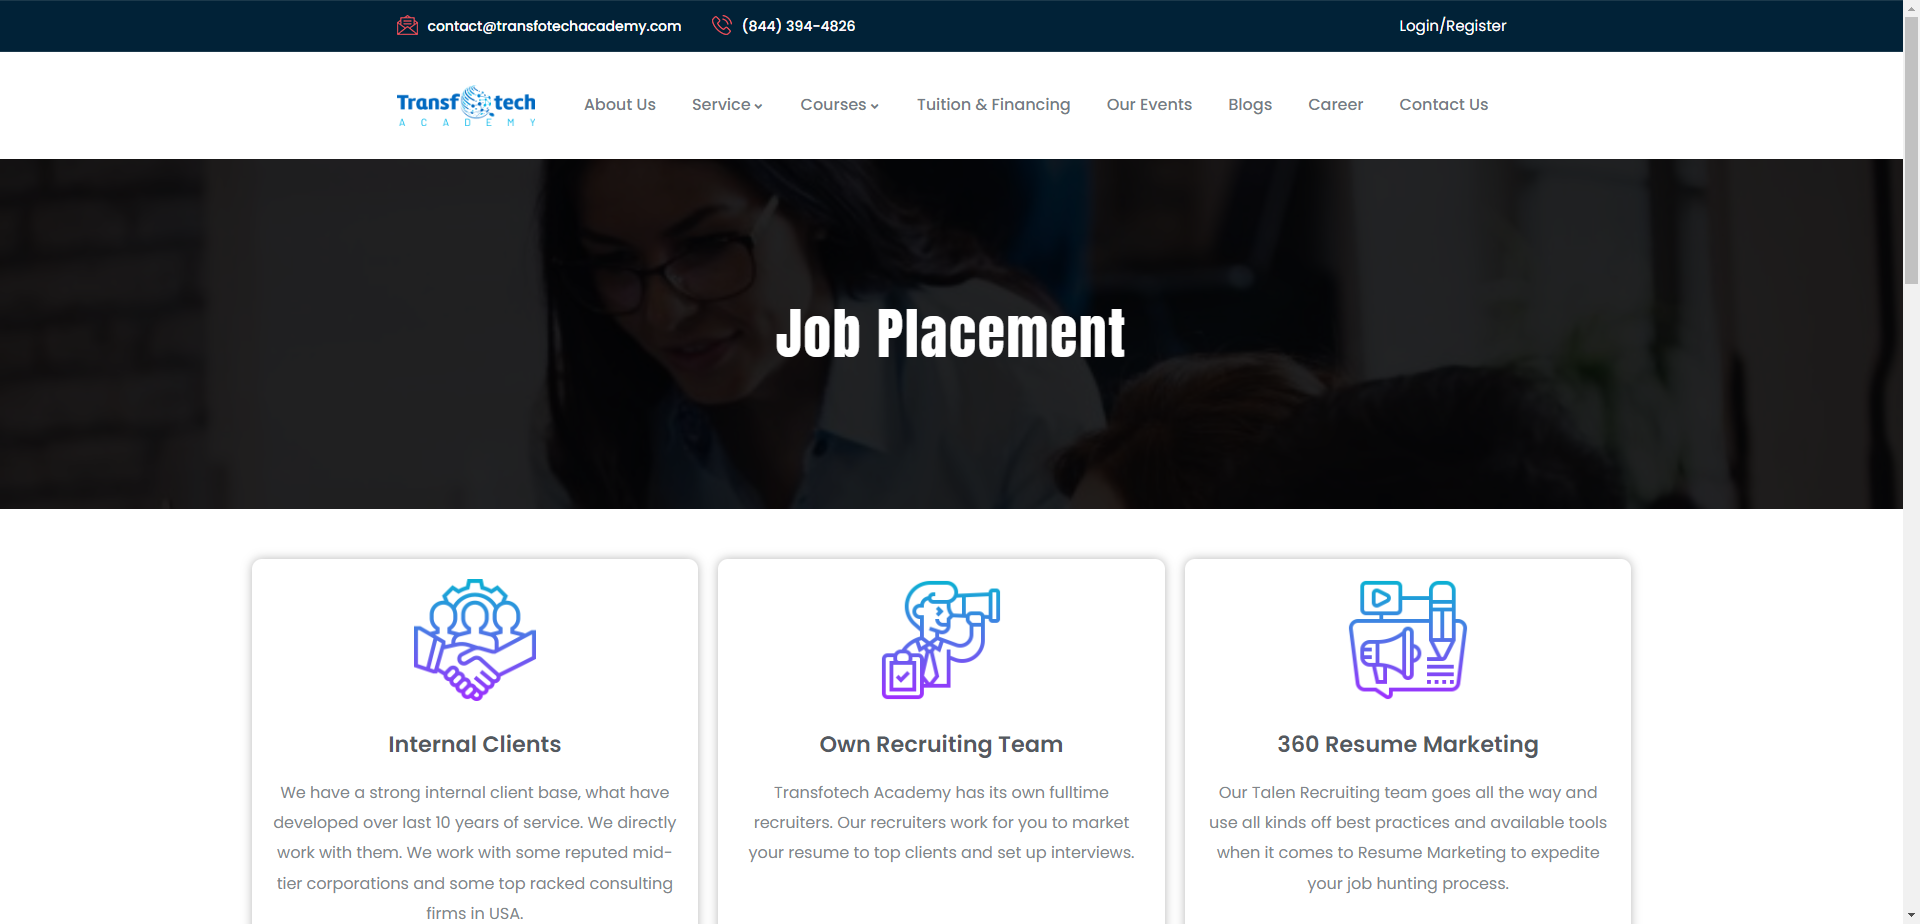 contact@transfotechacademy.com (844) 394-4826 Login/Register
Transfotech
ACADEMY
About Us Service Courses Tuition & Financing Our Events Blogs Career Contact Us
Job Placement
Internal Clients
We have a strong internal client base, what have
developed over last 10 years of service. We directly
work with them. We work with some reputed mid-
tier corporations and some top racked consulting
firms in USA.
Own Recruiting Team
Transfotech Academy has its own fulltime
recruiters. Our recruiters work for you to market
your resume to top clients and set up interviews.
360 Resume Marketing
Our Talen Recruiting team goes all the way and
use all kinds off best practices and available tools
when it comes to Resume Marketing to expedite
your job hunting process.